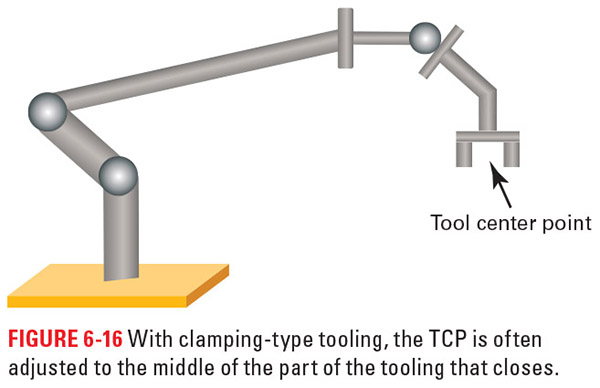 Tool center point
FIGURE 6-16 With clamping-type tooling, the TCP is often
adjusted to the middle of the part of the tooling that closes.